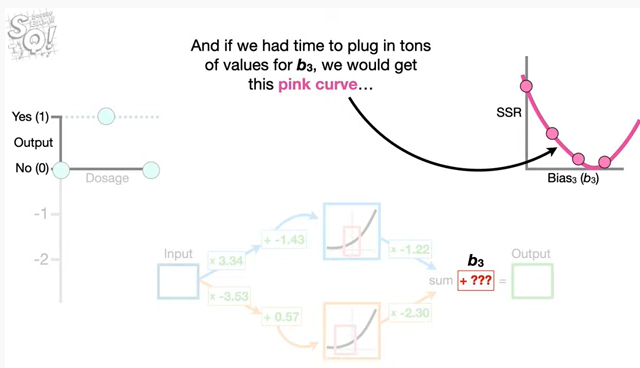 SQ!
And if we had time to plug in tons
of values for b₃, we would get
this pink curve…
SSR
Bias₃ (b₃)
Yes (1)
Output
No (0)
Dosage
-1
-2
Input
x 3.34
+ -1.43
x -1.22
x -3.53
+ 0.57
x -2.30
b₃
sum + ??? =
Output